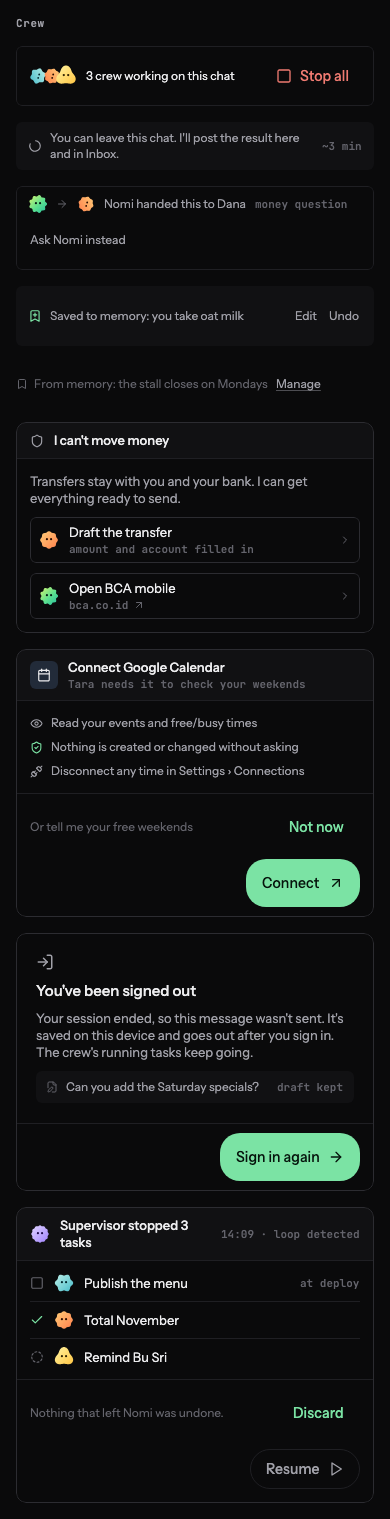 Crew
3 crew working on this chat
Stop all
You can leave this chat. I'll post the result here
and in Inbox.
~3 min
Nomi handed this to Dana money question
Ask Nomi instead
Saved to memory: you take oat milk
Edit Undo
From memory: the stall closes on Mondays Manage
I can't move money
Transfers stay with you and your bank. I can get
everything ready to send.
Draft the transfer
amount and account filled in
Open BCA mobile
bca.co.id ↗
Connect Google Calendar
Tara needs it to check your weekends
Read your events and free/busy times
Nothing is created or changed without asking
Disconnect any time in Settings › Connections
Or tell me your free weekends
Not now
Connect ↗
You've been signed out
Your session ended, so this message wasn't sent. It's
saved on this device and goes out after you sign in.
The crew's running tasks keep going.
Can you add the Saturday specials? draft kept
Sign in again →
Supervisor stopped 3
tasks
14:09 · loop detected
Publish the menu at deploy
Total November
Remind Bu Sri
Nothing that left Nomi was undone.
Discard
Resume